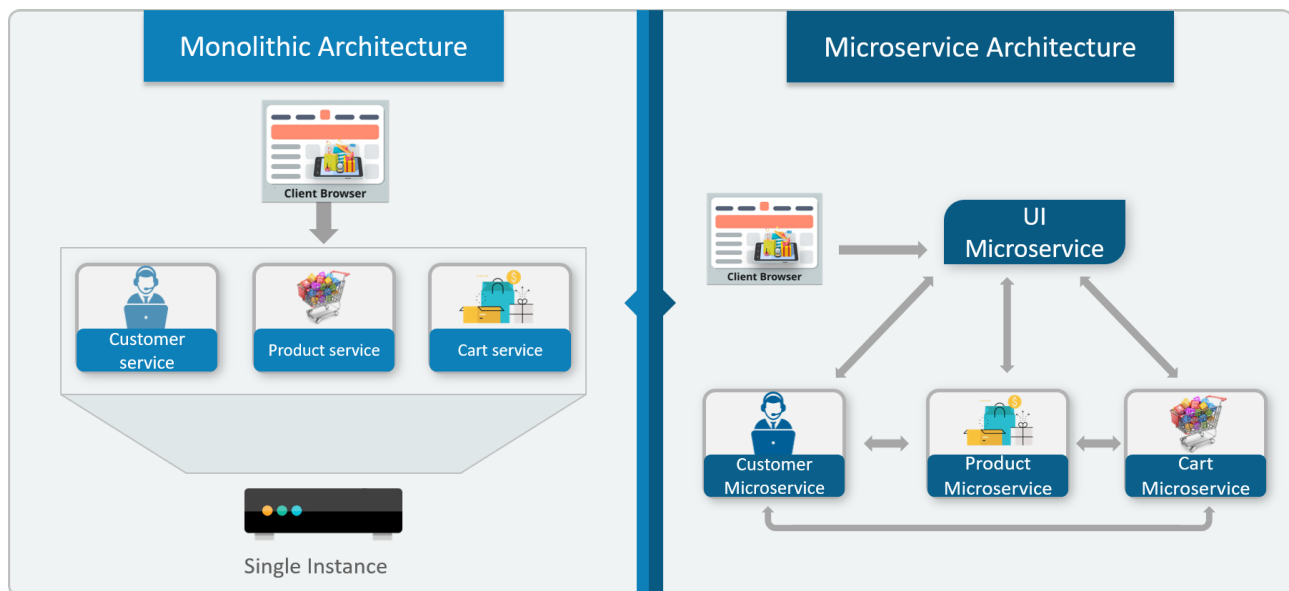 Monolithic Architecture
Client Browser
Customer
service
Product service
Cart service
Single Instance
Microservice Architecture
Client Browser
UI
Microservice
Customer
Microservice
Product
Microservice
Cart
Microservice